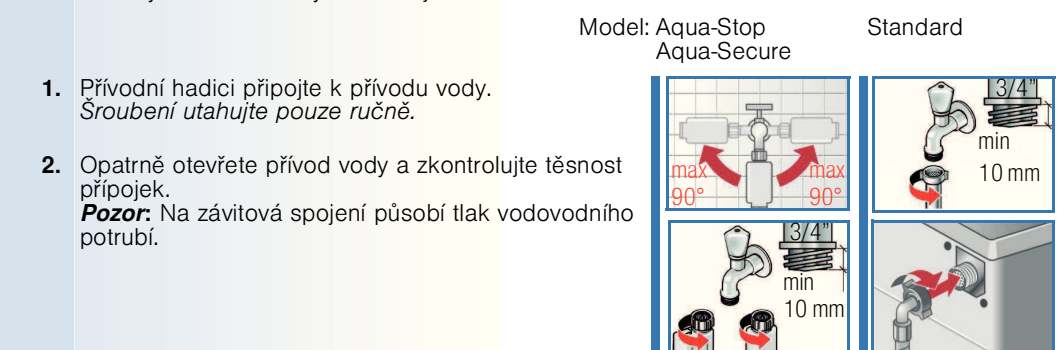 Model: Aqua-Stop
Aqua-Secure
Standard
1. Přívodní hadici připojte k přívodu vody.
Šroubení utahujte pouze ručně.
2. Opatrně otevřete přívod vody a zkontrolujte těsnost
přípojek.
Pozor: Na závitová spojení působí tlak vodovodního
potrubí.
max
90°
max
90°
3/4"
min
10 mm
3/4"
min
10 mm